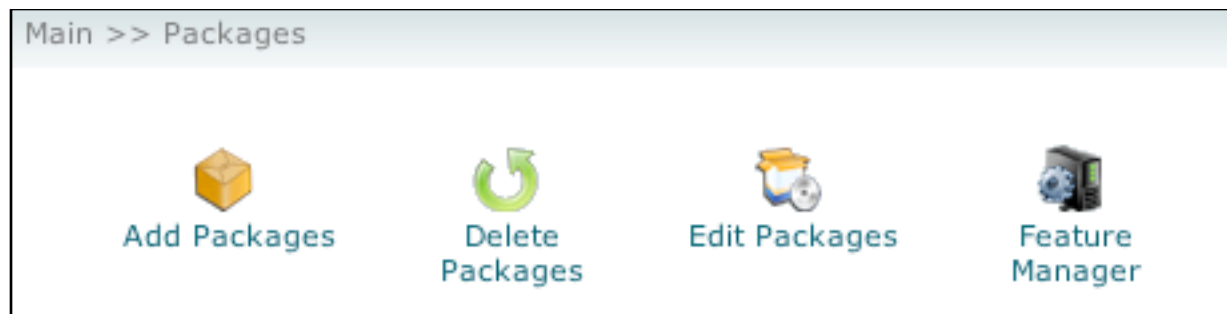 Main >> Packages
Add Packages
Delete
Packages
Edit Packages
Feature
Manager